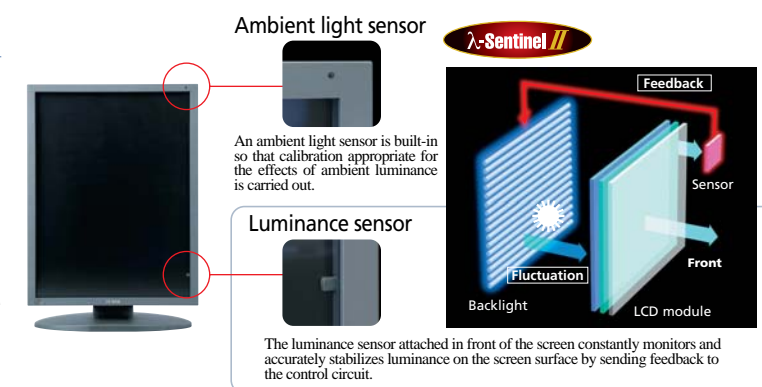 Ambient light sensor
λ-Sentinel II
An ambient light sensor is built-in
so that calibration appropriate for
the effects of ambient luminance
is carried out.
Luminance sensor
Feedback
Sensor
Front
Fluctuation
Backlight
LCD module
The luminance sensor attached in front of the screen constantly monitors and
accurately stabilizes luminance on the screen surface by sending feedback to
the control circuit.